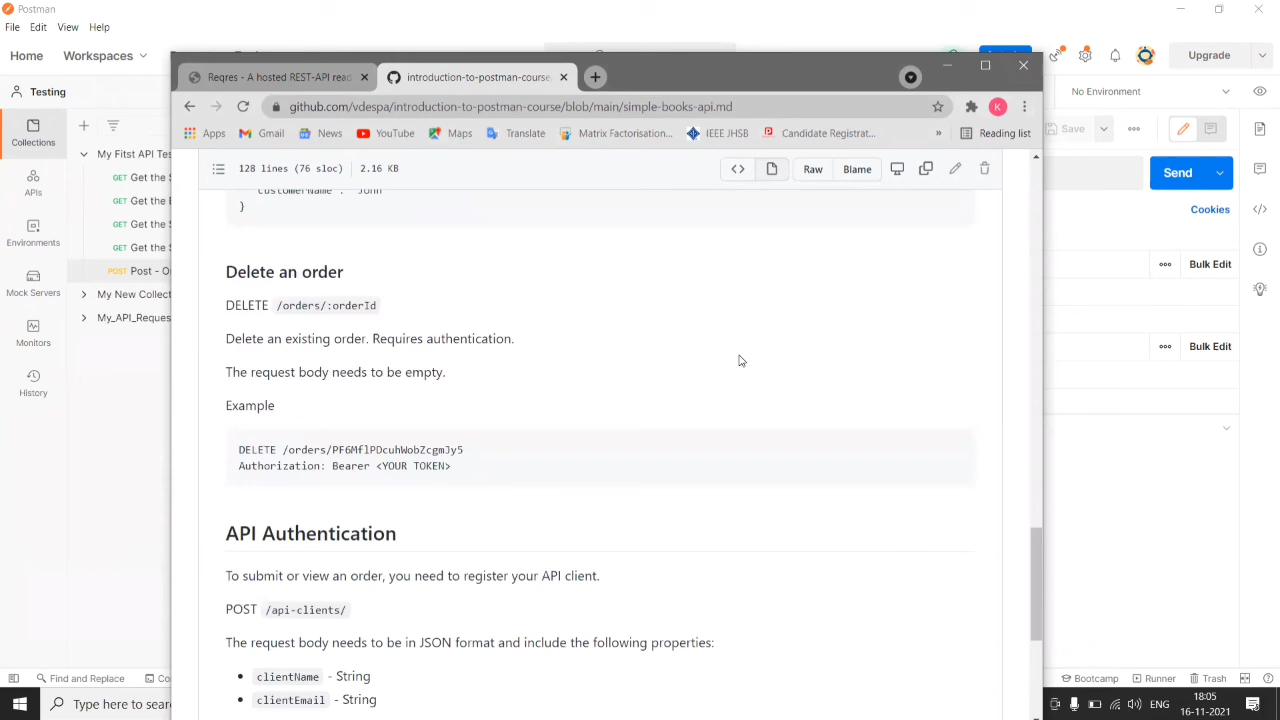 Postman
File Edit View Help
Home Workspaces Upgrade
Testing No Environment
Reqres - A hosted REST-API read introduction-to-postman-course,
github.com/vdespa/introduction-to-postman-course/blob/main/simple-books-api.md
Apps Gmail News YouTube Maps Translate Matrix Factorisation... IEEE JHSB Candidate Registrat... » Reading list
Collections
APIs
Environments
Mock Servers
Monitors
History
My First API Test
GET Get the S
GET Get the B
GET Get the S
GET Get the S
POST Post - O
My New Collect
My_API_Reques
Save
Send
Cookies
Bulk Edit
Bulk Edit
128 lines (76 sloc) 2.16 KB Raw Blame
"customerName": "John"
}
Delete an order
DELETE /orders/:orderId
Delete an existing order. Requires authentication.
The request body needs to be empty.
Example
DELETE /orders/PF6MflPDcuhWobZcgmJy5
Authorization: Bearer <YOUR TOKEN>
API Authentication
To submit or view an order, you need to register your API client.
POST /api-clients/
The request body needs to be in JSON format and include the following properties:
• clientName - String
• clientEmail - String
Find and Replace Co Bootcamp Runner Trash
Type here to sear ENG 18:05
16-11-2021